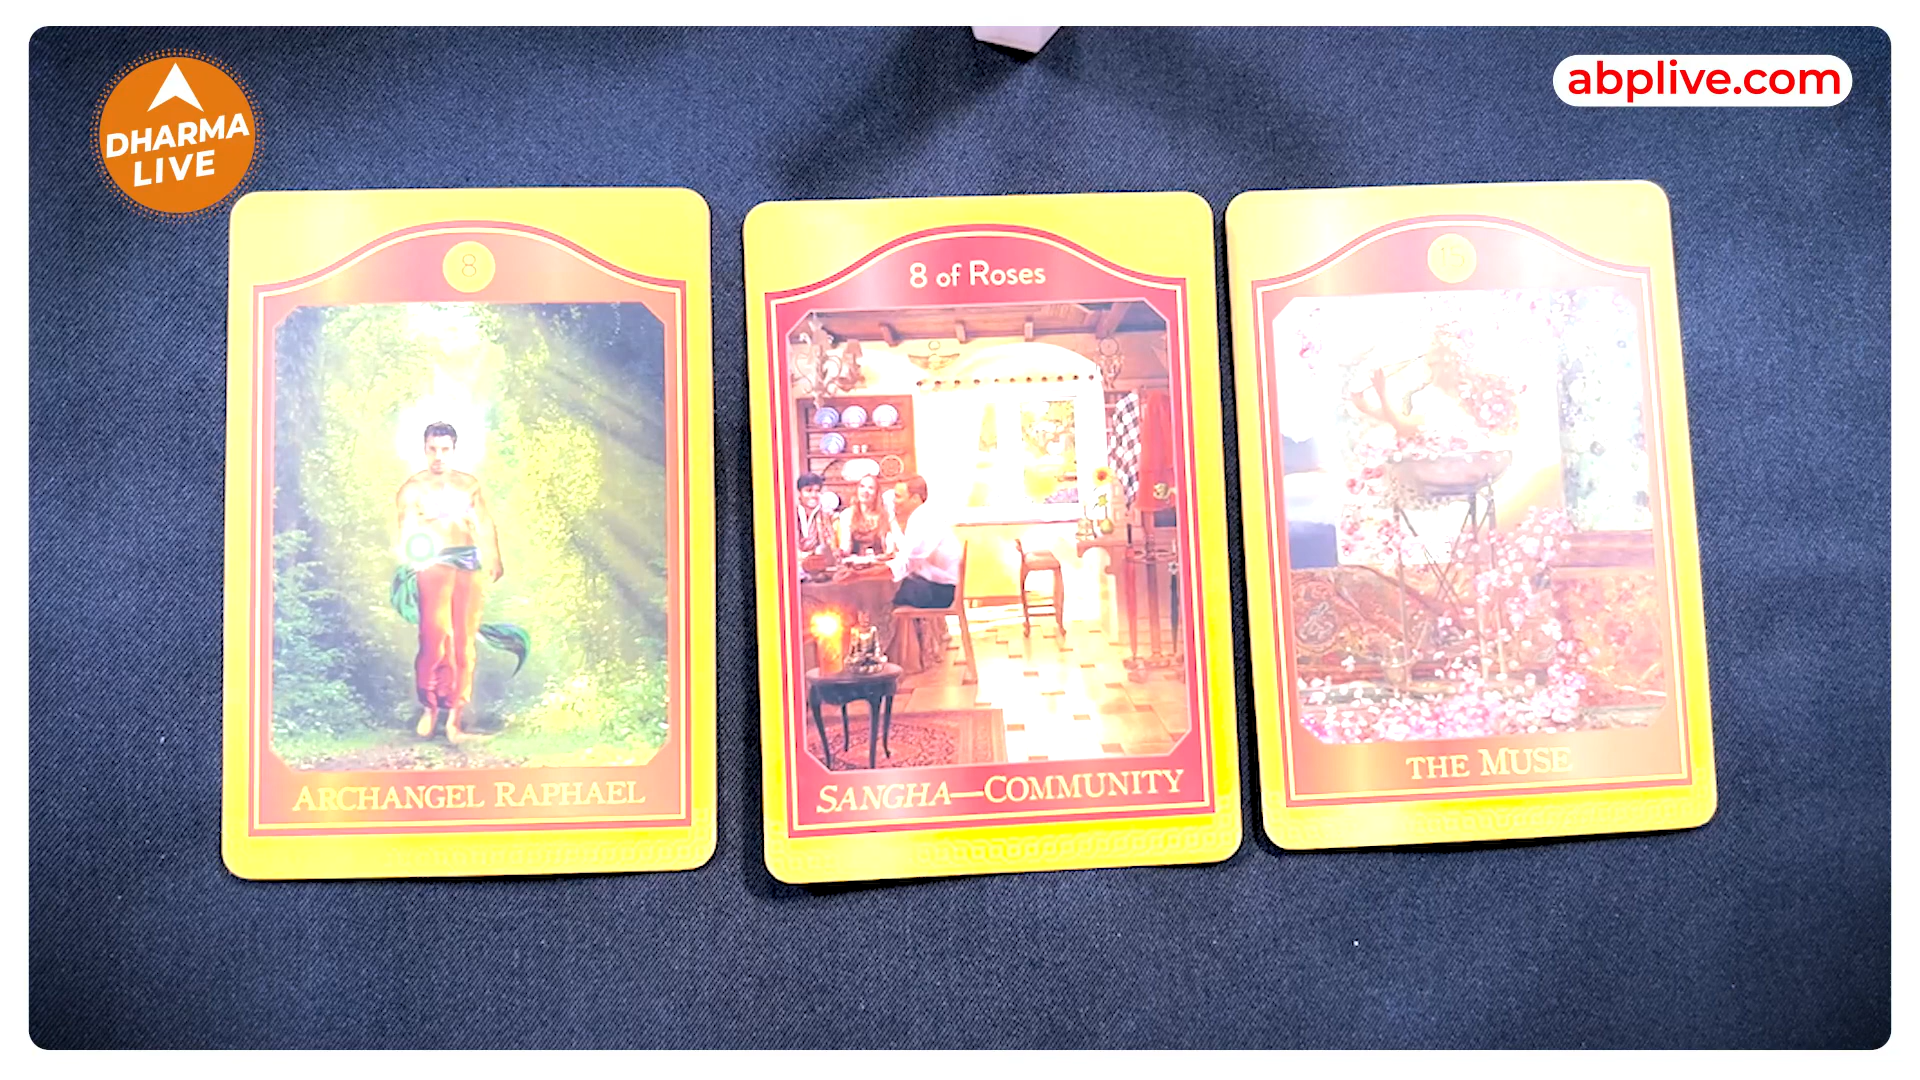 DHARMA
LIVE
abplive.com
8
ARCHANGEL RAPHAEL
8 of Roses
SANGHA—COMMUNITY
THE MUSE